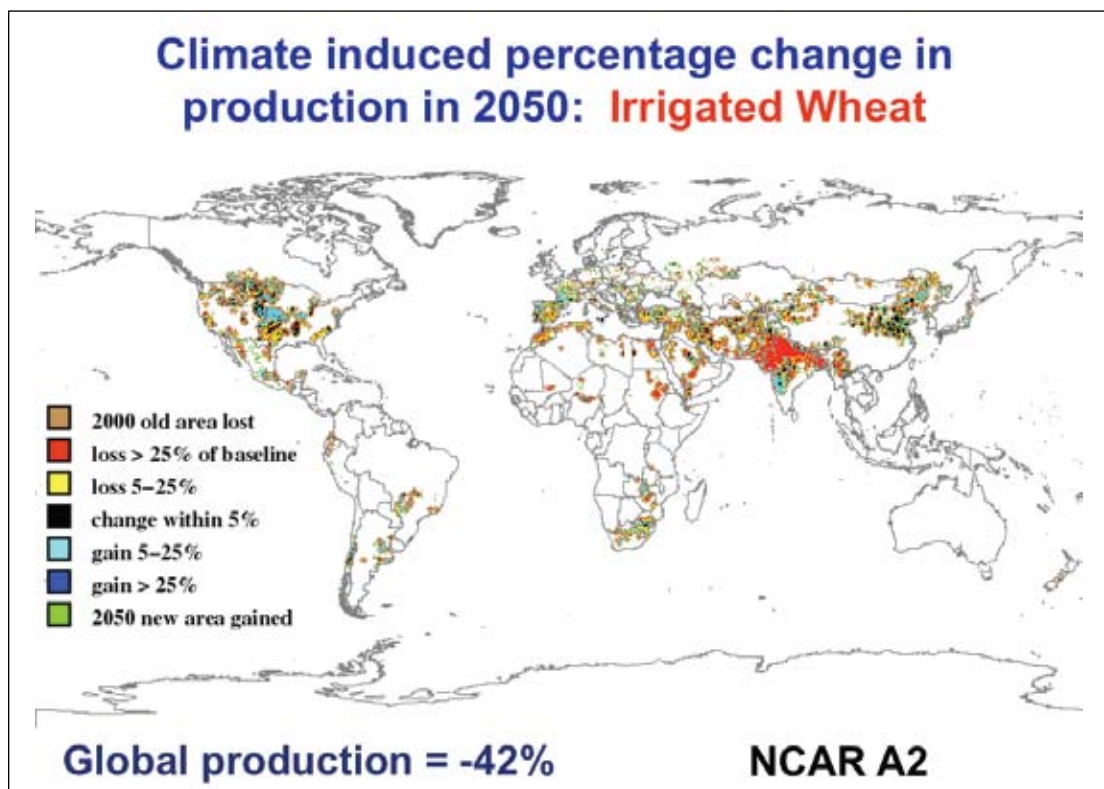 Climate induced percentage change in
production in 2050: Irrigated Wheat
2000 old area lost
loss > 25% of baseline
loss 5–25%
change within 5%
gain 5–25%
gain > 25%
2050 new area gained
Global production = -42%
NCAR A2